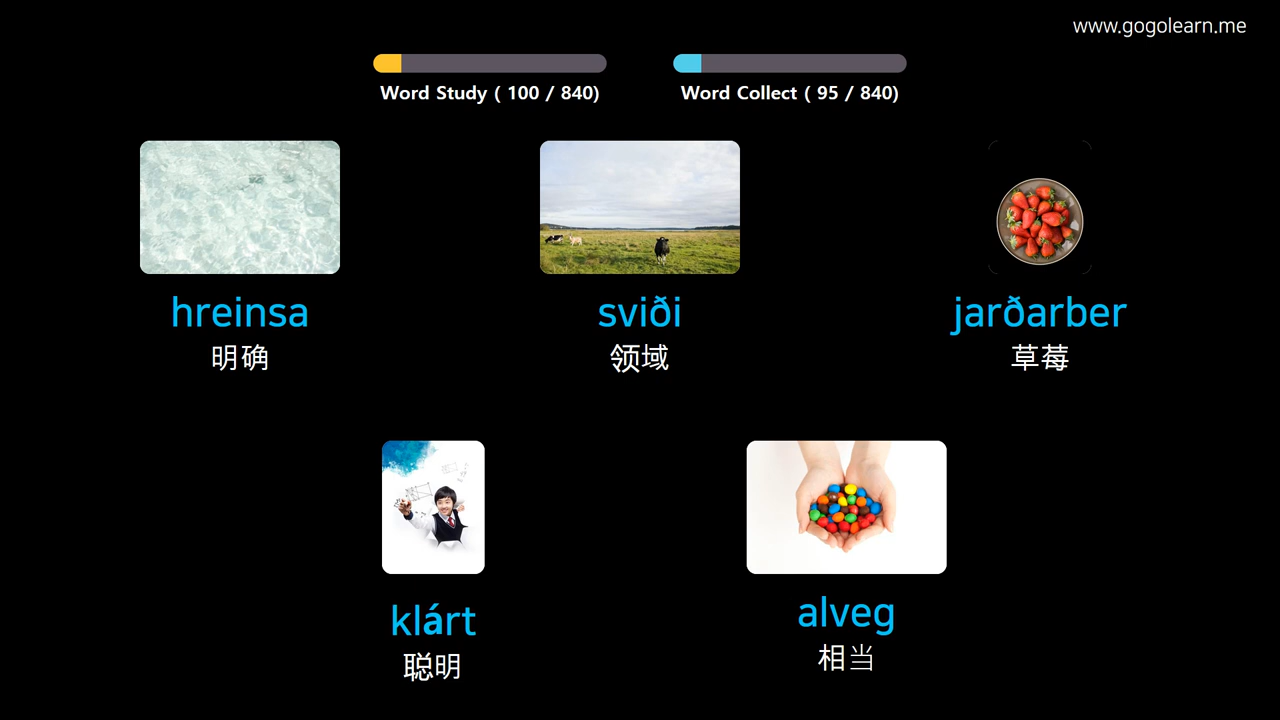 www.gogolearn.me
Word Study ( 100 / 840)
Word Collect ( 95 / 840)
hreinsa
明确
sviði
领域
jarðarber
草莓
klárt
聪明
alveg
相当